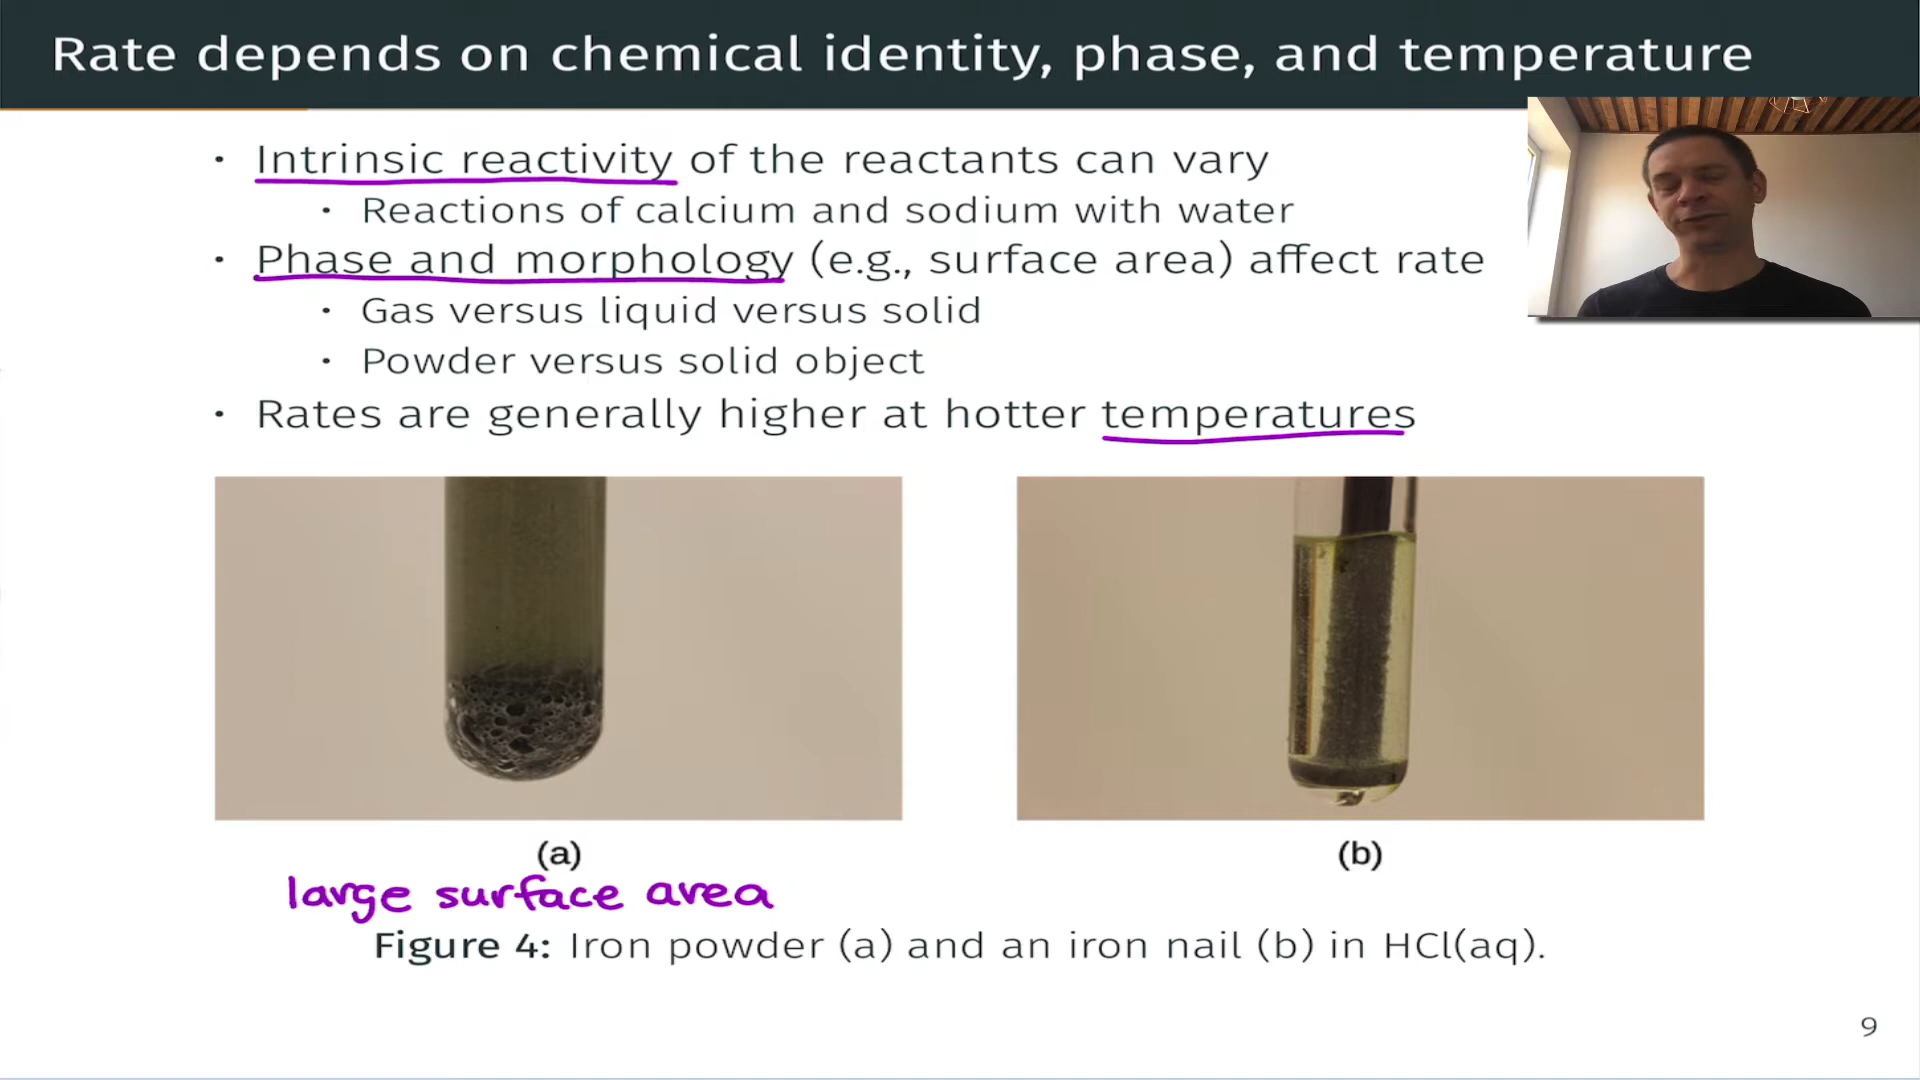 Rate depends on chemical identity, phase, and temperature
• Intrinsic reactivity of the reactants can vary
• Reactions of calcium and sodium with water
• Phase and morphology (e.g., surface area) affect rate
• Gas versus liquid versus solid
• Powder versus solid object
• Rates are generally higher at hotter temperatures
(a) (b)
large surface area
Figure 4: Iron powder (a) and an iron nail (b) in HCl(aq).
9